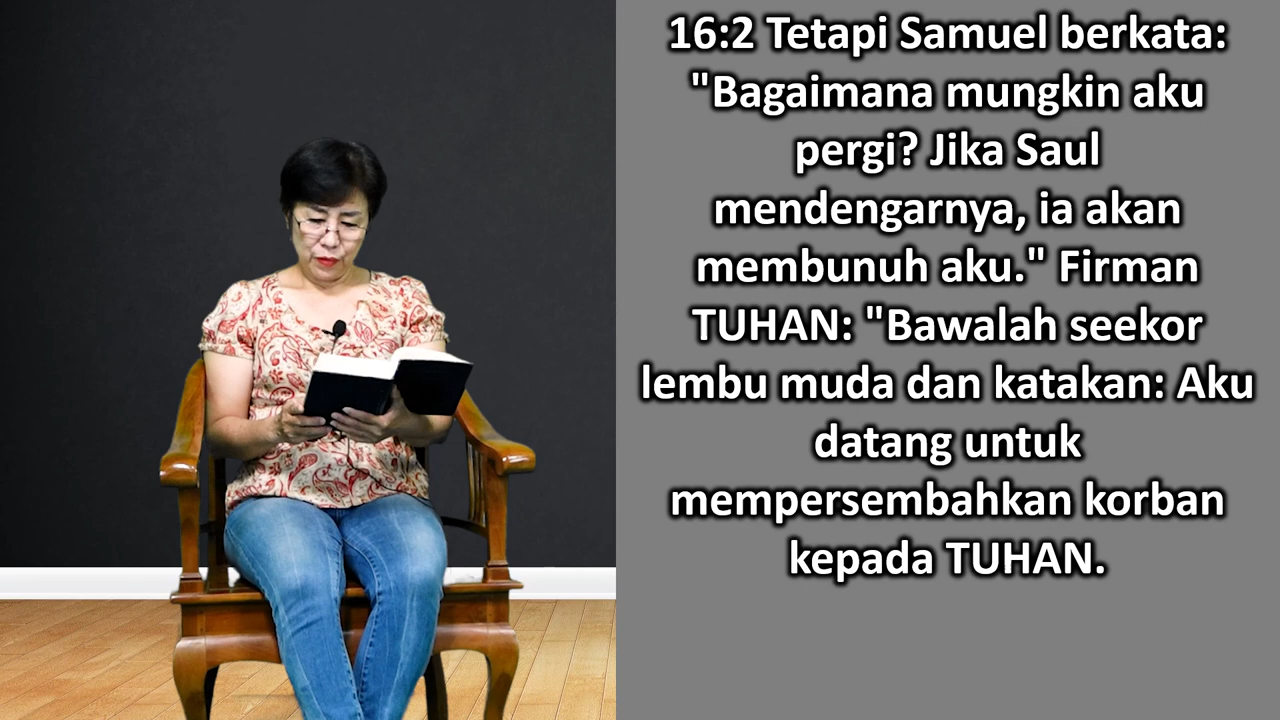 16:2 Tetapi Samuel berkata:
"Bagaimana mungkin aku
pergi? Jika Saul
mendengarnya, ia akan
membunuh aku." Firman
TUHAN: "Bawalah seekor
lembu muda dan katakan: Aku
datang untuk
mempersembahkan korban
kepada TUHAN.